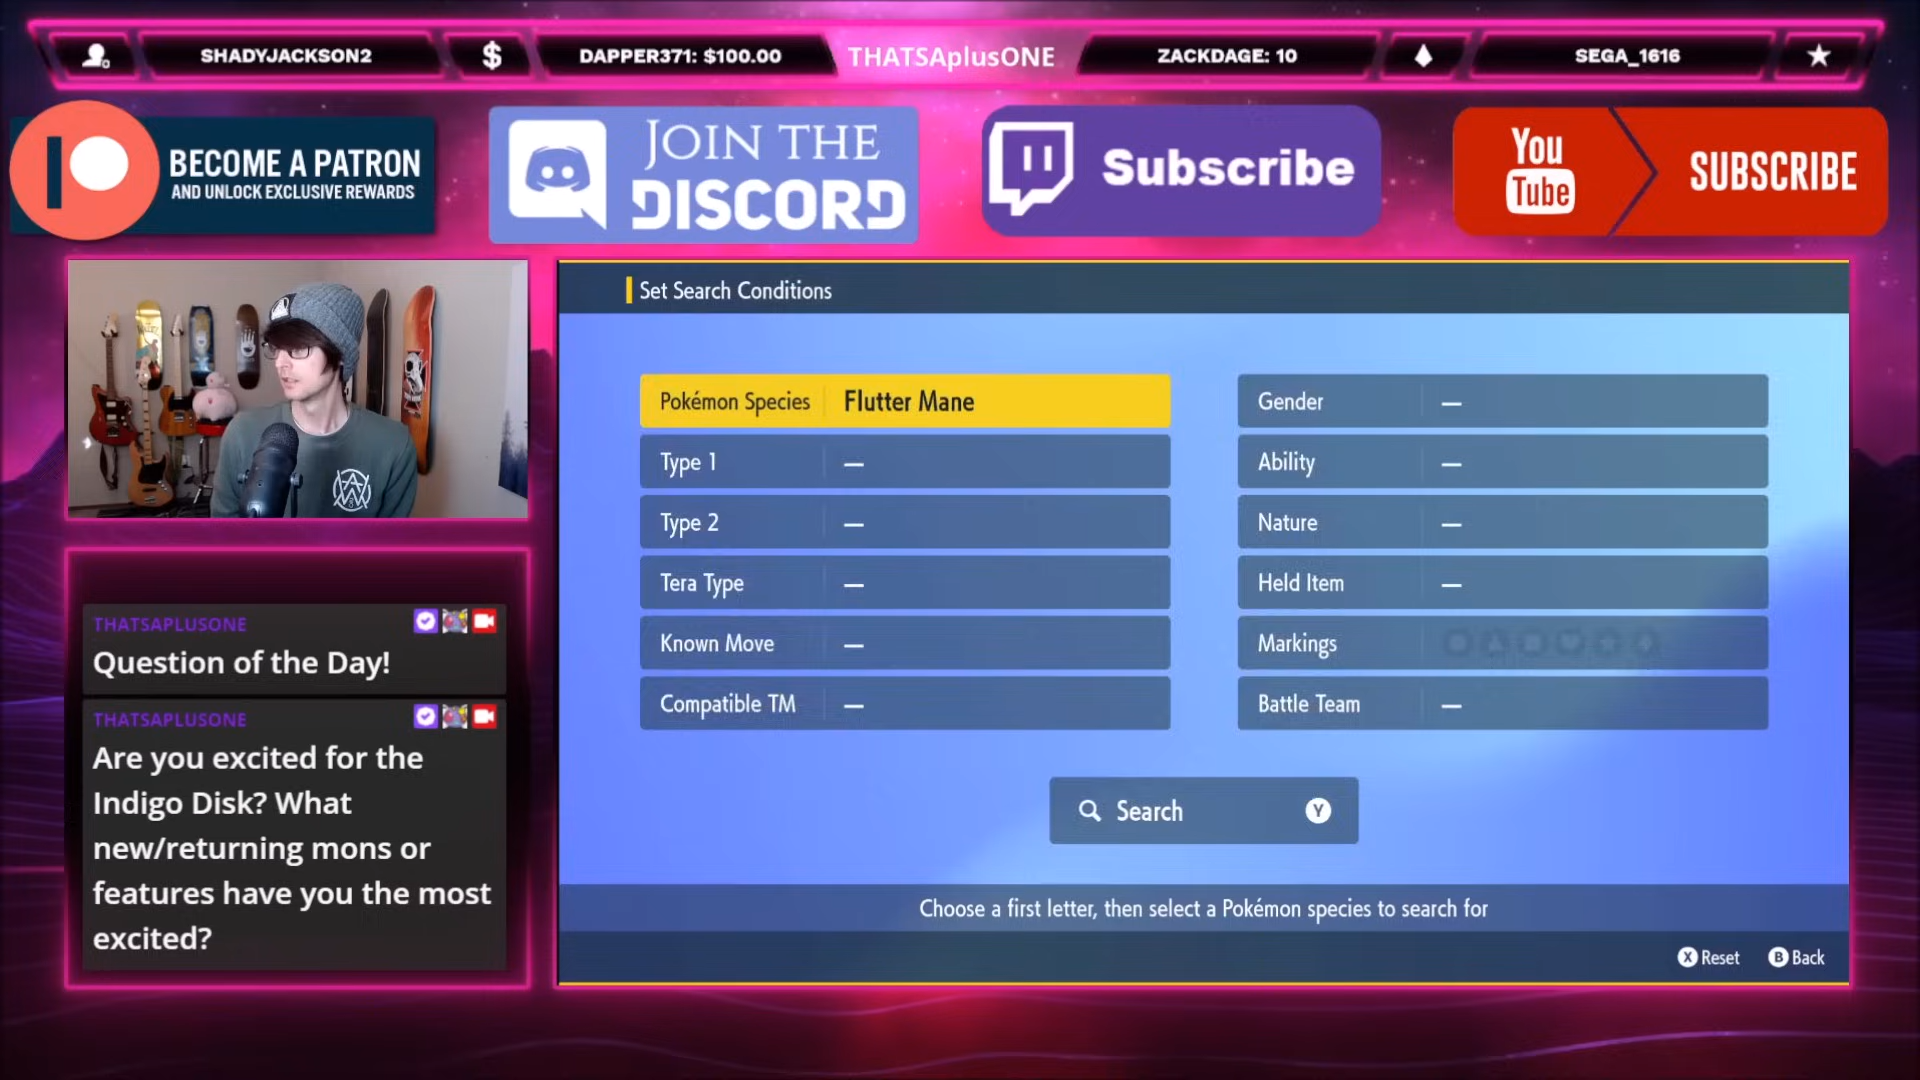 SHADYJACKSON2
$
DAPPER371: $100.00
THATSAplusONE
ZACKDAGE: 10
SEGA_1616
BECOME A PATRON
AND UNLOCK EXCLUSIVE REWARDS
JOIN THE
DISCORD
Subscribe
You
Tube
SUBSCRIBE
THATSAPLUSONE
Question of the Day!
THATSAPLUSONE
Are you excited for the
Indigo Disk? What
new/returning mons or
features have you the most
excited?
Set Search Conditions
Pokémon Species Flutter Mane
Type 1 —
Type 2 —
Tera Type —
Known Move —
Compatible TM —
Gender —
Ability —
Nature —
Held Item —
Markings
Battle Team —
Search Y
Choose a first letter, then select a Pokémon species to search for
X Reset B Back